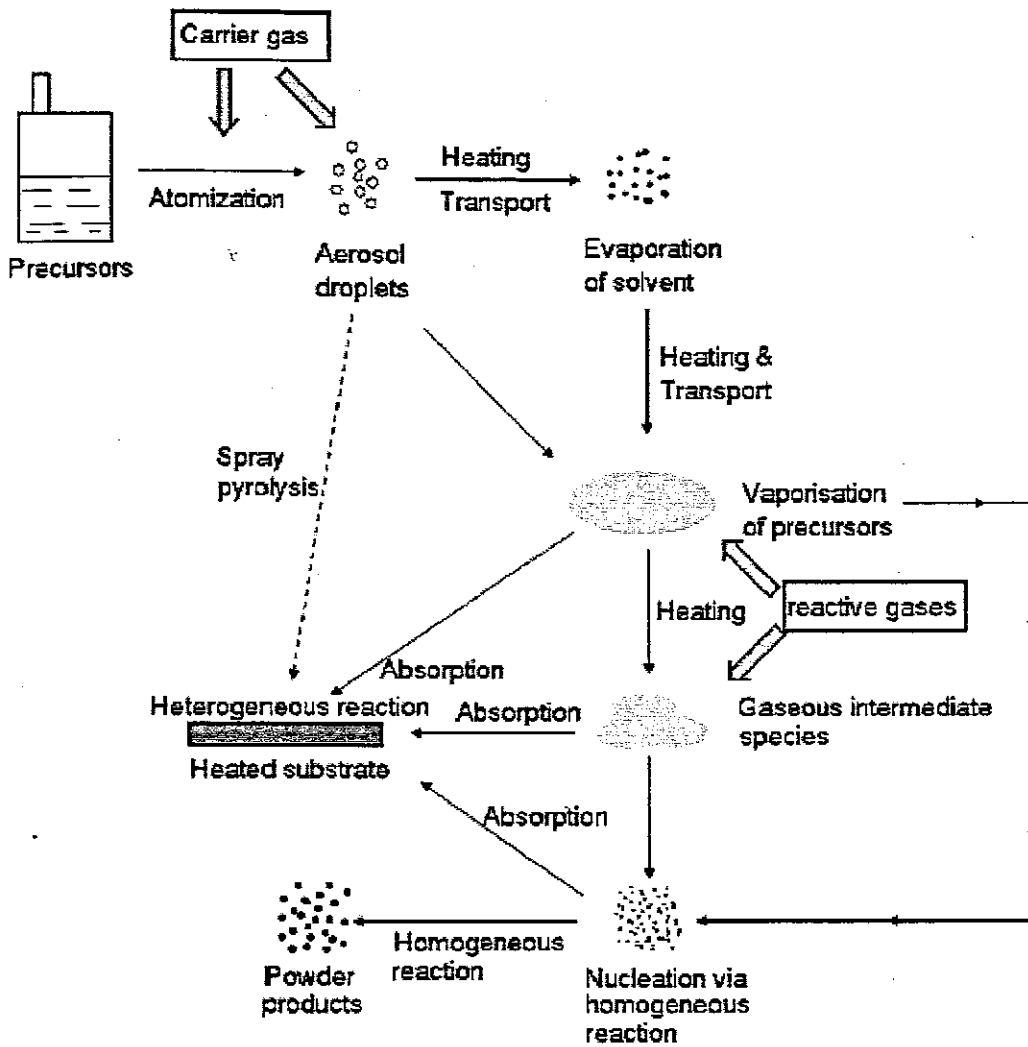 Carrier gas
Atomization
Precursors
Aerosol
droplets
Heating
Transport
Evaporation
of solvent
Heating &
Transport
Spray
pyrolysis
Vaporisation
of precursors
reactive gases
Heating
Absorption
Heterogeneous reaction
Absorption
Heated substrate
Gaseous intermediate
species
Absorption
Homogeneous
reaction
Powder
products
Nucleation via
homogeneous
reaction